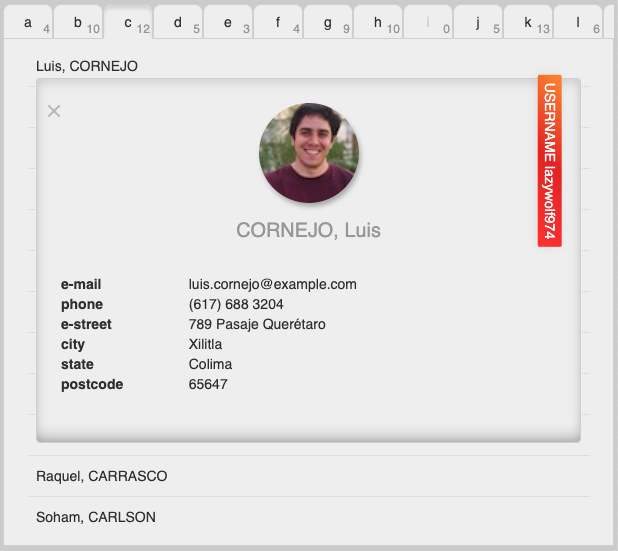 a 4 b 10 c 12 d 5 e 3 f 4 g 9 h 10 i 0 j 5 k 13 l 6
Luis, CORNEJO
USERNAME lazywolf974
CORNEJO, Luis
e-mail luis.cornejo@example.com
phone (617) 688 3204
e-street 789 Pasaje Querétaro
city Xilitla
state Colima
postcode 65647
Raquel, CARRASCO
Soham, CARLSON